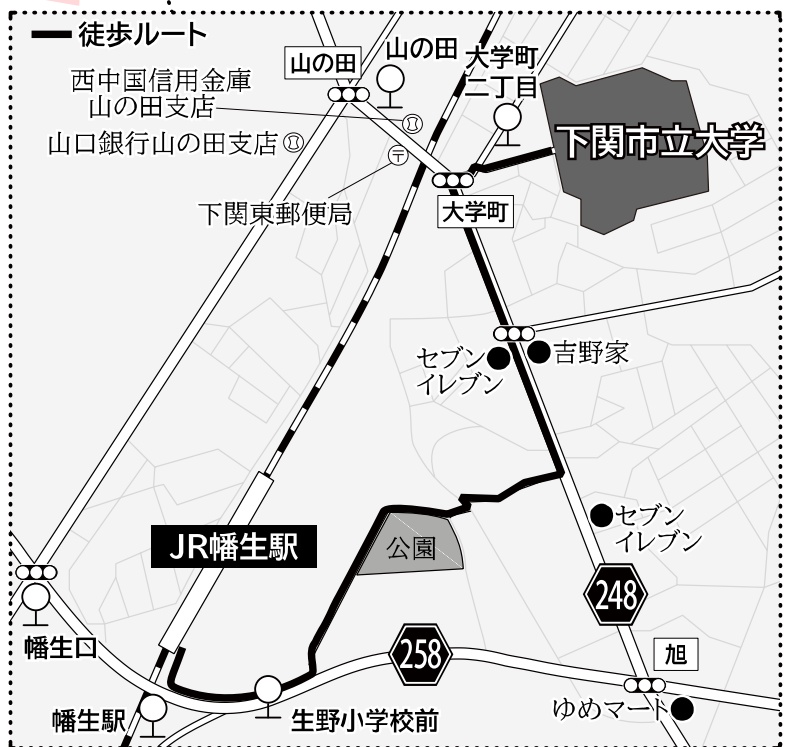 徒歩ルート
山の田
山の田
大学町
二丁目
西中国信用金庫
山の田支店
山口銀行山の田支店
〒
下関市立大学
下関東郵便局
大学町
セブン
イレブン
吉野家
セブン
イレブン
JR幡生駅
公園
248
幡生口
258
旭
幡生駅
生野小学校前
ゆめマート